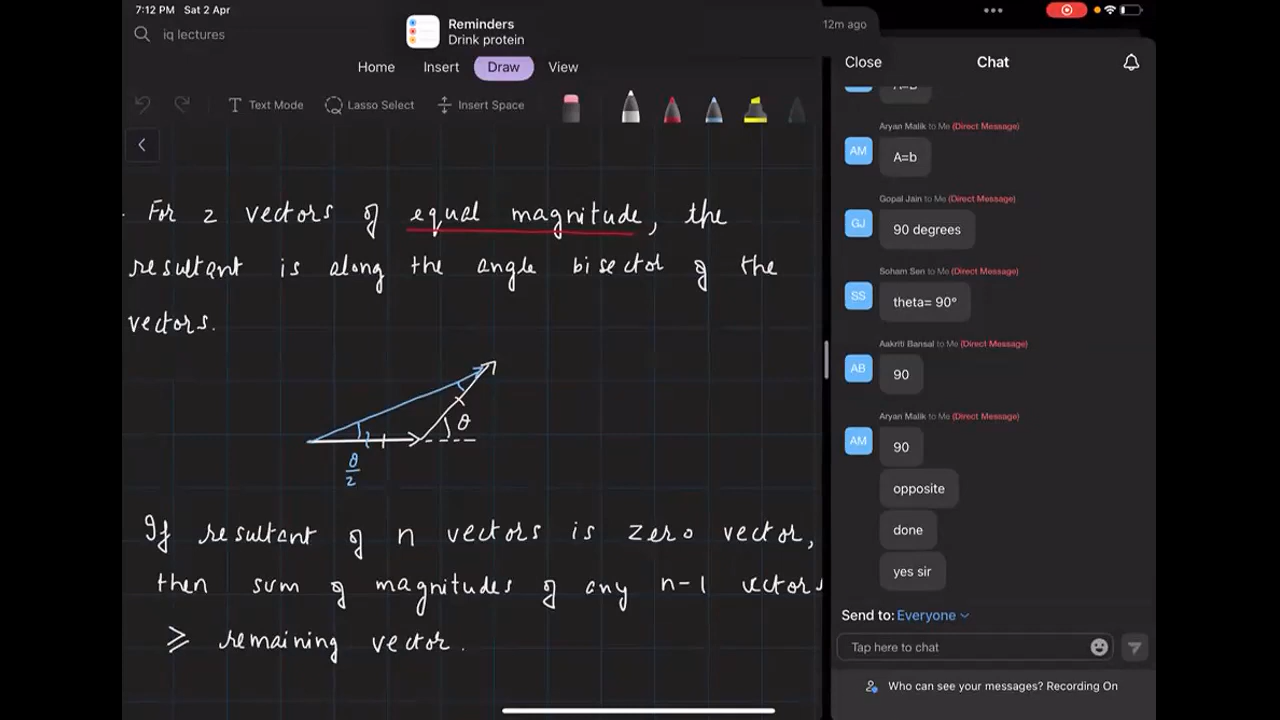 7:12 PM Sat 2 Apr
iq lectures
Reminders
Drink protein
12m ago
Home Insert Draw View
Text Mode Lasso Select Insert Space
. For 2 vectors of equal magnitude, the
resultant is along the angle bisector of the
vectors.
θ
θ
2
If resultant of n vectors is zero vector,
then sum of magnitudes of any n-1 vectors
≥ remaining vector.
Close Chat
A=b
Aryan Malik to Me (Direct Message)
AM
A=b
Gopal Jain to Me (Direct Message)
GJ
90 degrees
Soham Sen to Me (Direct Message)
SS
theta= 90°
Aakriti Bansal to Me (Direct Message)
AB
90
Aryan Malik to Me (Direct Message)
AM
90
opposite
done
yes sir
Send to: Everyone
Tap here to chat
Who can see your messages? Recording On